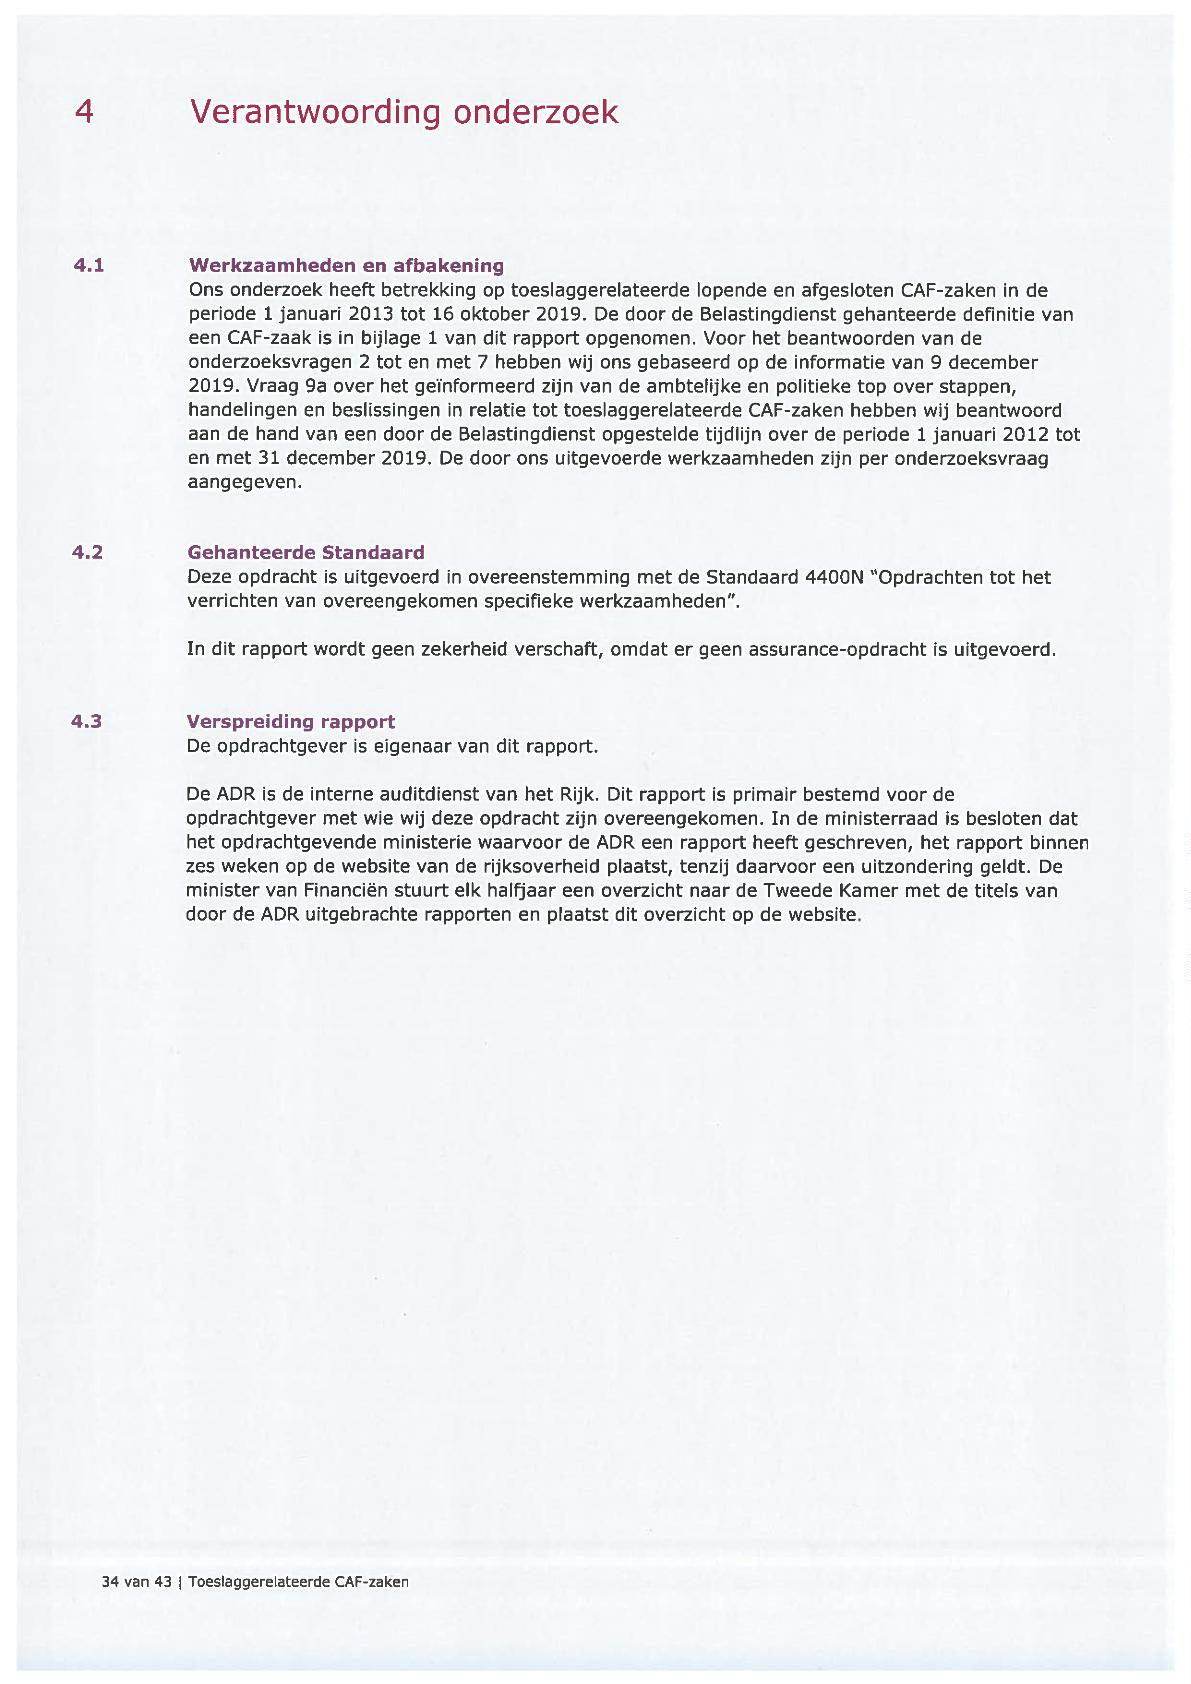 4 Verantwoording onderzoek
4.1 Werkzaamheden en afbakening
Ons onderzoek heeft betrekking op toeslaggerelateerde lopende en afgesloten CAF-zaken in de
periode 1 januari 2013 tot 16 oktober 2019. De door de Belastingdienst gehanteerde definitie van
een CAF-zaak is in bijlage 1 van dit rapport opgenomen. Voor het beantwoorden van de
onderzoeksvragen 2 tot en met 7 hebben wij ons gebaseerd op de informatie van 9 december
2019. Vraag 9a over het geïnformeerd zijn van de ambtelijke en politieke top over stappen,
handelingen en beslissingen in relatie tot toeslaggerelateerde CAF-zaken hebben wij beantwoord
aan de hand van een door de Belastingdienst opgestelde tijdlijn over de periode 1 januari 2012 tot
en met 31 december 2019. De door ons uitgevoerde werkzaamheden zijn per onderzoeksvraag
aangegeven.
4.2 Gehanteerde Standaard
Deze opdracht is uitgevoerd in overeenstemming met de Standaard 4400N "Opdrachten tot het
verrichten van overeengekomen specifieke werkzaamheden".
In dit rapport wordt geen zekerheid verschaft, omdat er geen assurance-opdracht is uitgevoerd.
4.3 Verspreiding rapport
De opdrachtgever is eigenaar van dit rapport.
De ADR is de interne auditdienst van het Rijk. Dit rapport is primair bestemd voor de
opdrachtgever met wie wij deze opdracht zijn overeengekomen. In de ministerraad is besloten dat
het opdrachtgevende ministerie waarvoor de ADR een rapport heeft geschreven, het rapport binnen
zes weken op de website van de rijksoverheid plaatst, tenzij daarvoor een uitzondering geldt. De
minister van Financiën stuurt elk halfjaar een overzicht naar de Tweede Kamer met de titels van
door de ADR uitgebrachte rapporten en plaatst dit overzicht op de website.
34 van 43 | Toeslaggerelateerde CAF-zaken